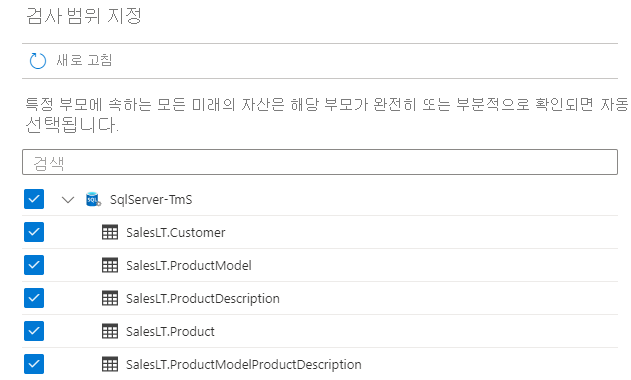 검사 범위 지정
새로 고침
특정 부모에 속하는 모든 미래의 자산은 해당 부모가 완전히 또는 부분적으로 확인되면 자동
선택됩니다.
검색
SqlServer-TmS
SalesLT.Customer
SalesLT.ProductModel
SalesLT.ProductDescription
SalesLT.Product
SalesLT.ProductModelProductDescription